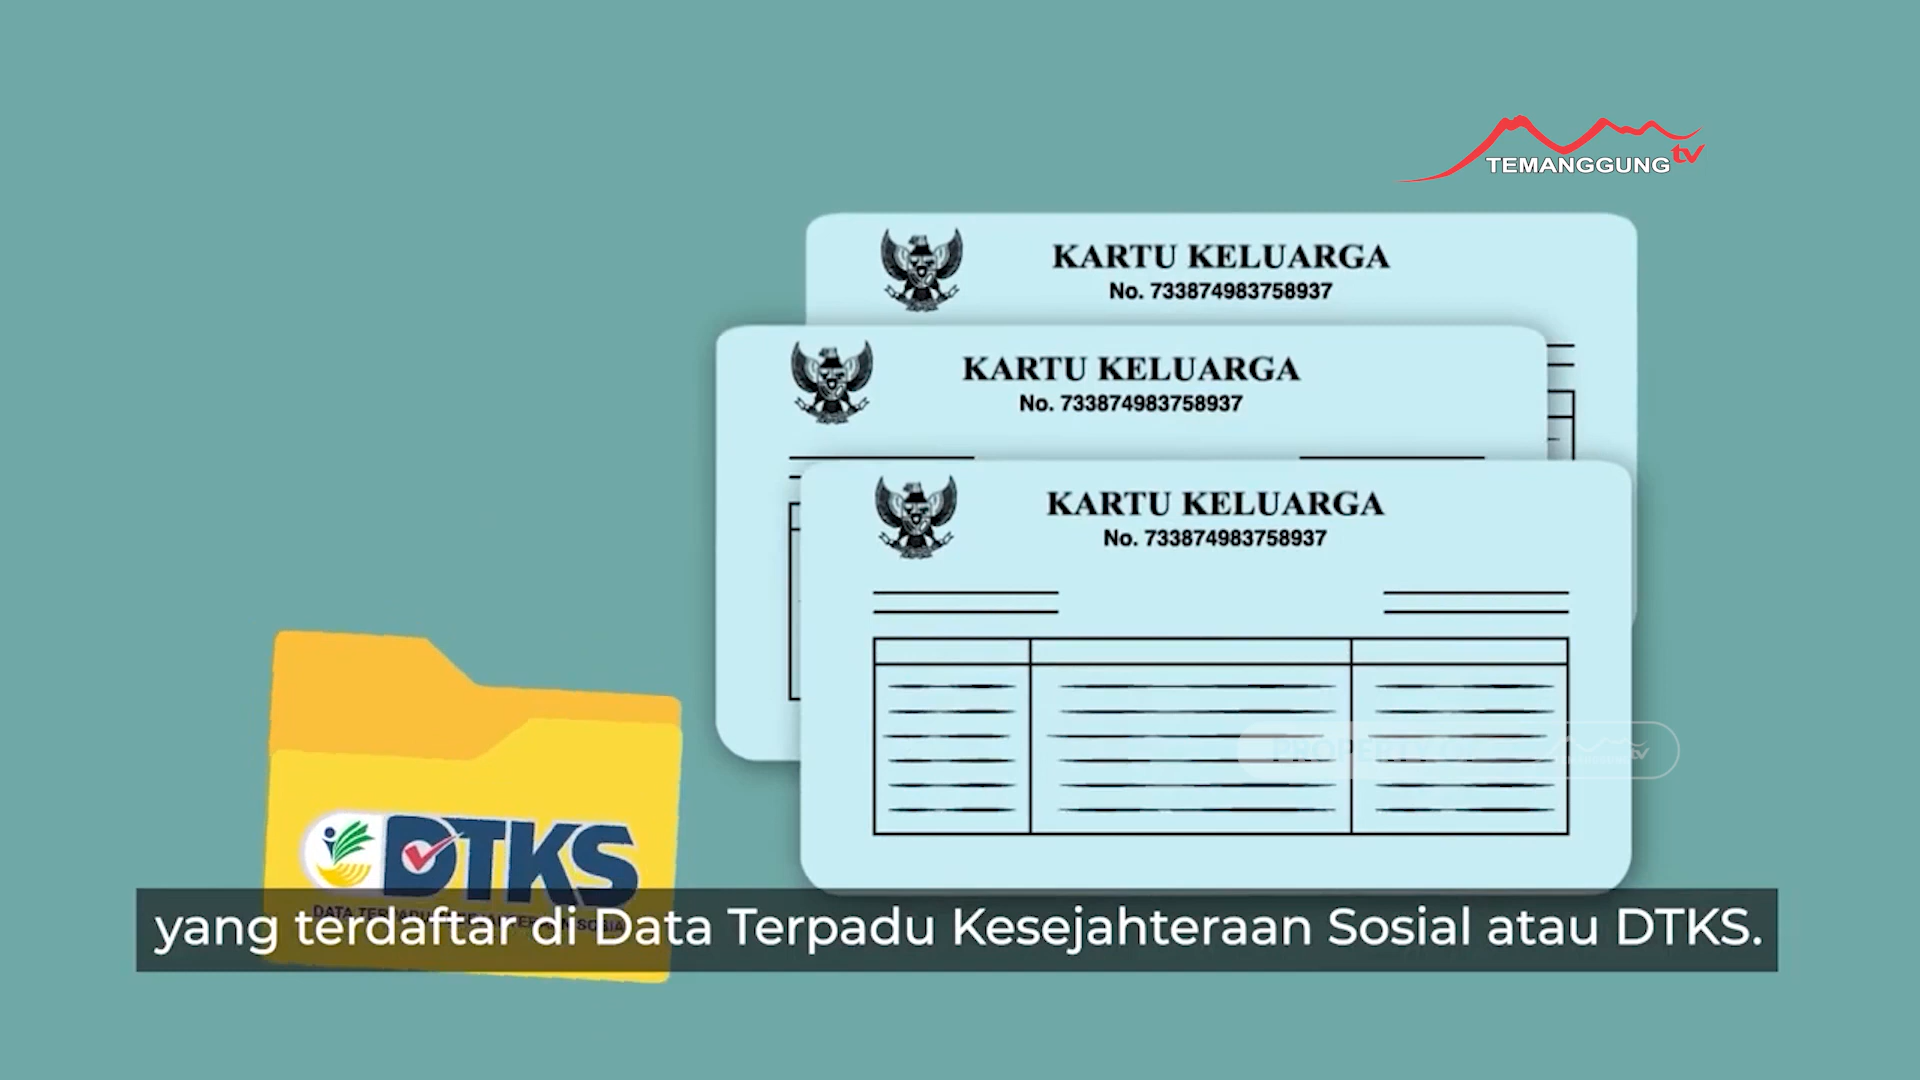 TEMANGGUNG tv
KARTU KELUARGA
No. 733874983758937
KARTU KELUARGA
No. 733874983758937
KARTU KELUARGA
No. 733874983758937
PROPERTY
DTKS
yang terdaftar di Data Terpadu Kesejahteraan Sosial atau DTKS.